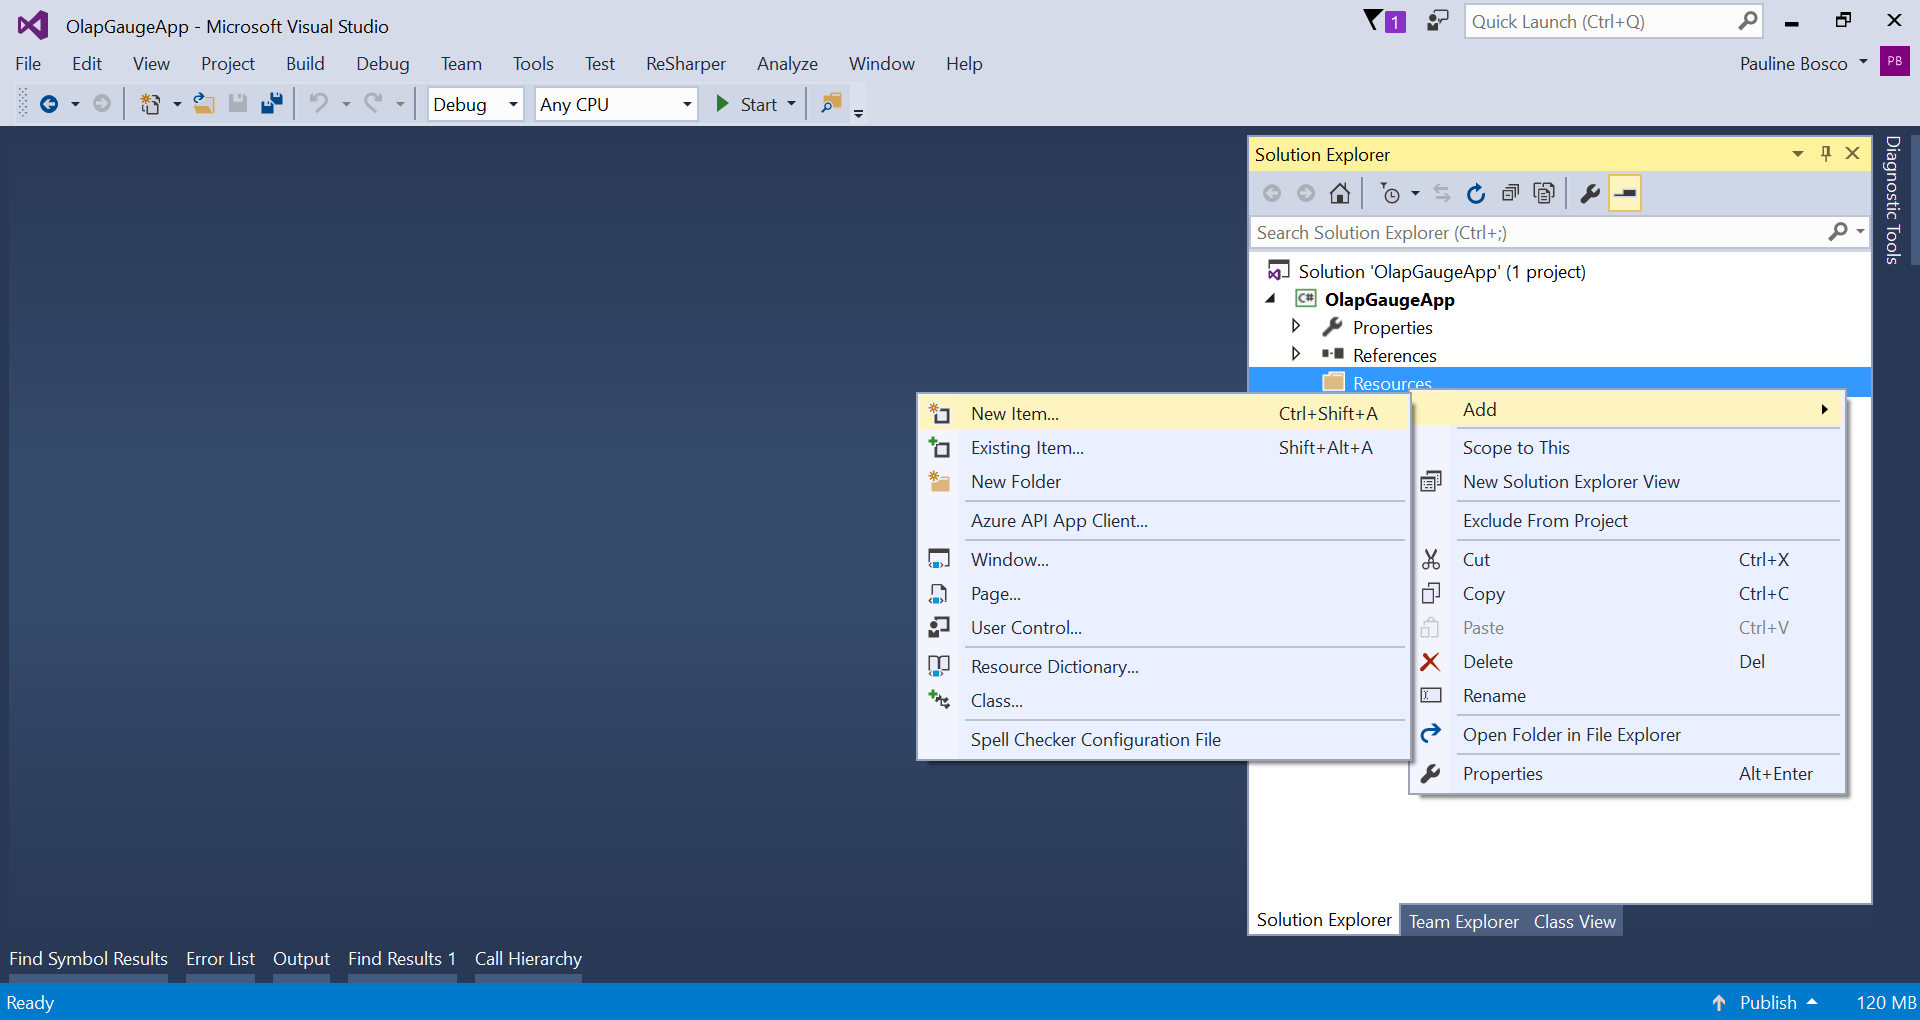 OlapGaugeApp - Microsoft Visual Studio
1
Quick Launch (Ctrl+Q)
File Edit View Project Build Debug Team Tools Test ReSharper Analyze Window Help
Pauline Bosco PB
Debug Any CPU Start
Solution Explorer
Diagnostic Tools
Search Solution Explorer (Ctrl+;)
Solution 'OlapGaugeApp' (1 project)
C# OlapGaugeApp
Properties
References
Resources
New Item... Ctrl+Shift+A
Existing Item... Shift+Alt+A
New Folder
Azure API App Client...
Window...
Page...
User Control...
Resource Dictionary...
Class...
Spell Checker Configuration File
Add
Scope to This
New Solution Explorer View
Exclude From Project
Cut Ctrl+X
Copy Ctrl+C
Paste Ctrl+V
Delete Del
Rename
Open Folder in File Explorer
Properties Alt+Enter
Solution Explorer Team Explorer Class View
Find Symbol Results Error List Output Find Results 1 Call Hierarchy
Ready Publish 120 MB